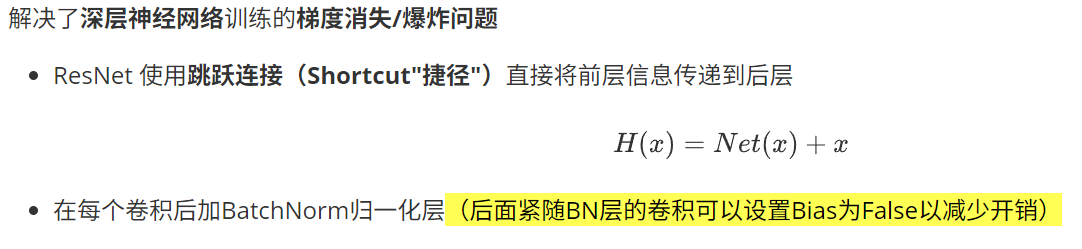 解决了深层神经网络训练的梯度消失/爆炸问题
• ResNet 使用跳跃连接（Shortcut"捷径"）直接将前层信息传递到后层
H(x) = Net(x) + x
• 在每个卷积后加BatchNorm归一化层（后面紧随BN层的卷积可以设置Bias为False以减少开销）